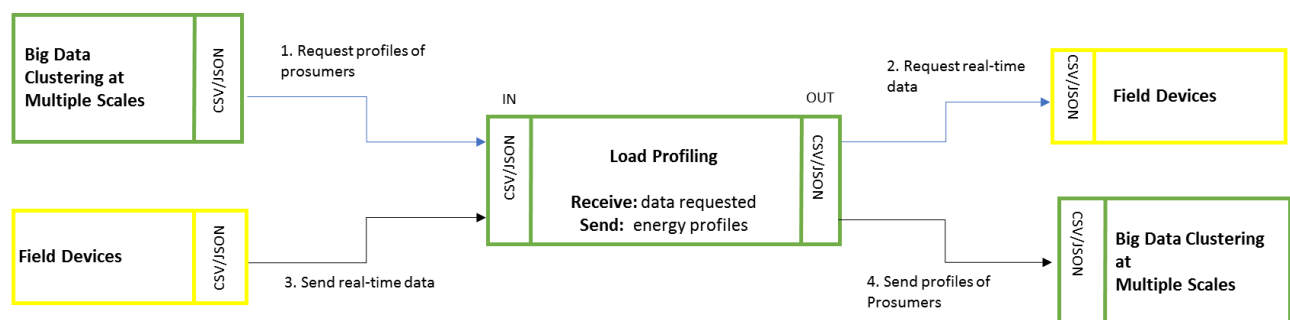 Big Data
Clustering at
Multiple Scales
CSV/JSON
1. Request profiles of
prosumers
IN
CSV/JSON
Load Profiling
Receive: data requested
Send: energy profiles
OUT
CSV/JSON
2. Request real-time
data
CSV/JSON
Field Devices
Field Devices
CSV/JSON
3. Send real-time data
4. Send profiles of
Prosumers
CSV/JSON
Big Data Clustering
at
Multiple Scales